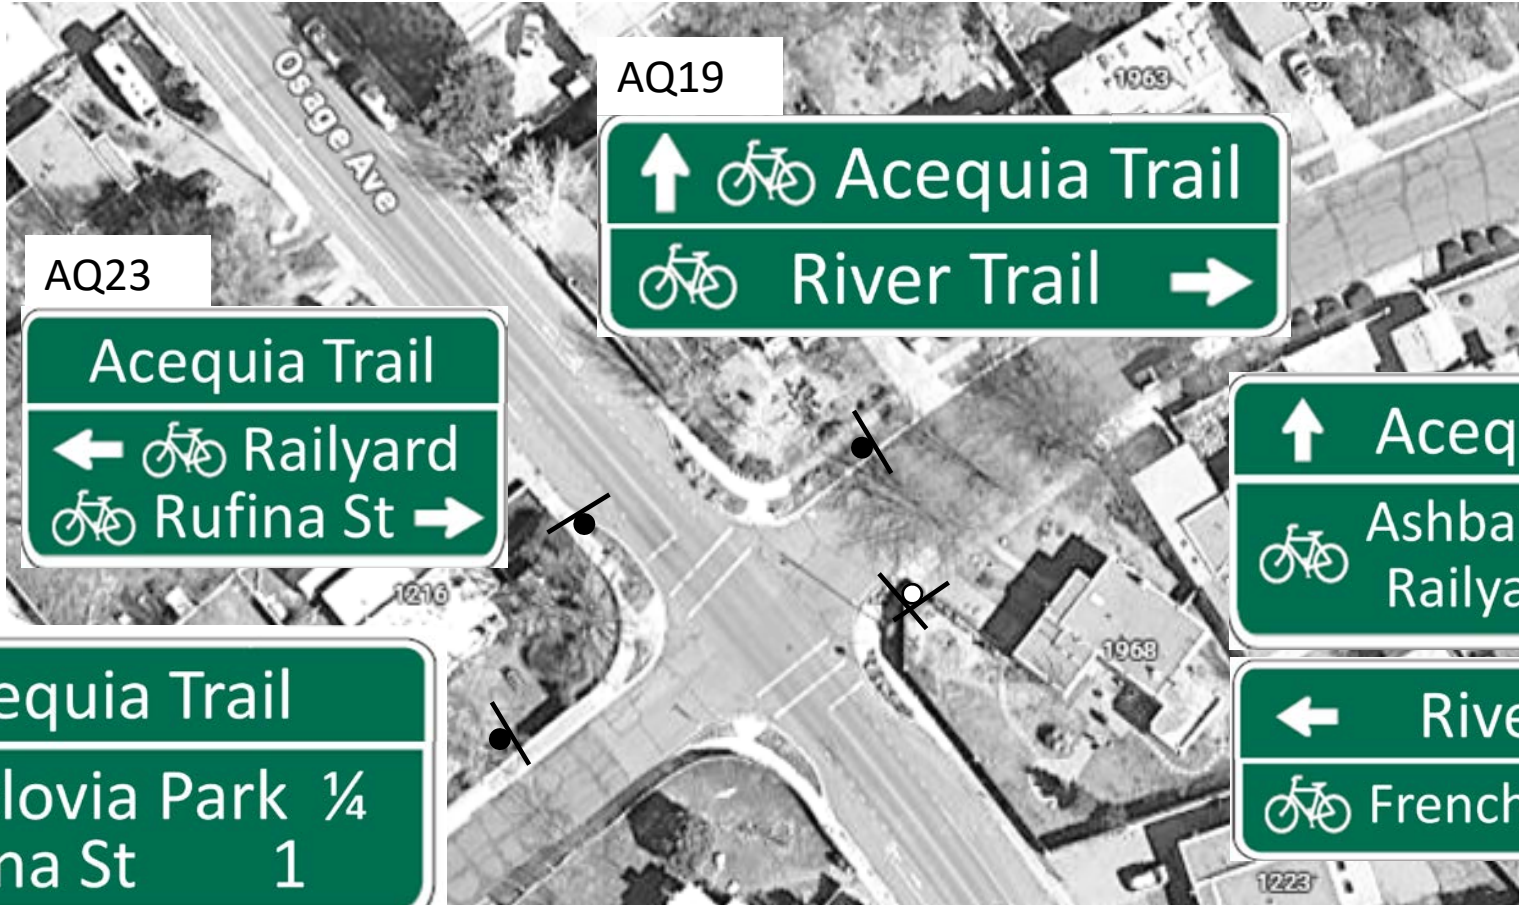 Osage Ave
AQ19
Acequia Trail
River Trail
AQ23
Acequia Trail
Railyard
Rufina St
1963
1216
1968
1223
equia Trail
lovia Park ¼
na St 1
Aceq
Ashba
Railya
Rive
French